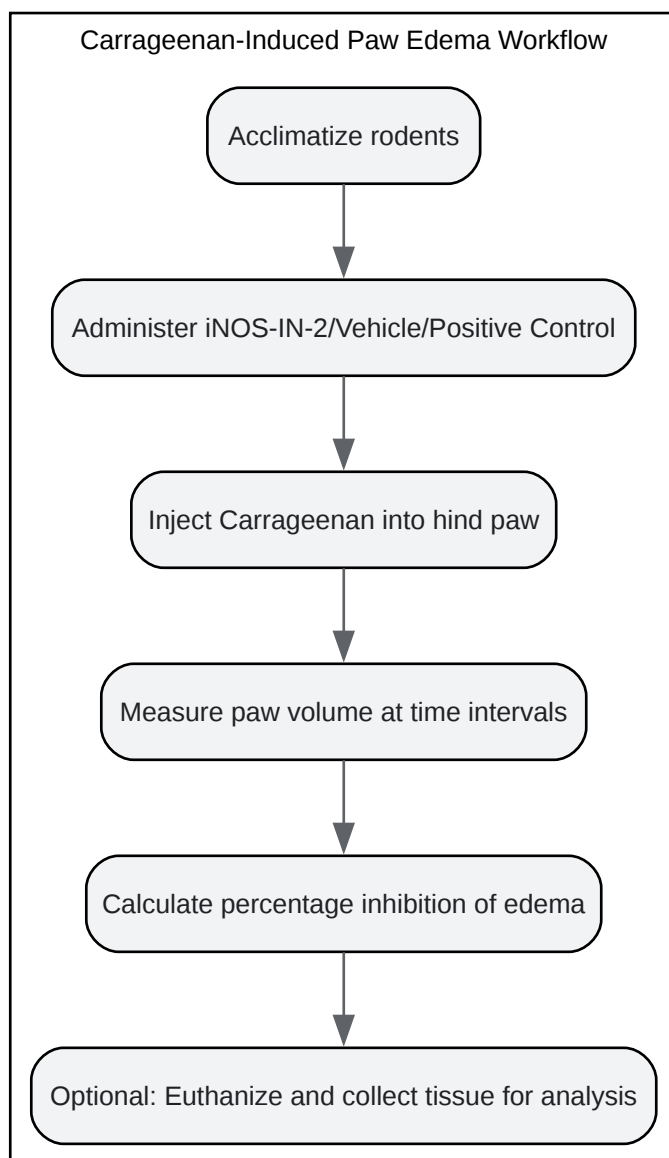 Carrageenan-Induced Paw Edema Workflow
Acclimatize rodents
Administer iNOS-IN-2/Vehicle/Positive Control
Inject Carrageenan into hind paw
Measure paw volume at time intervals
Calculate percentage inhibition of edema
Optional: Euthanize and collect tissue for analysis